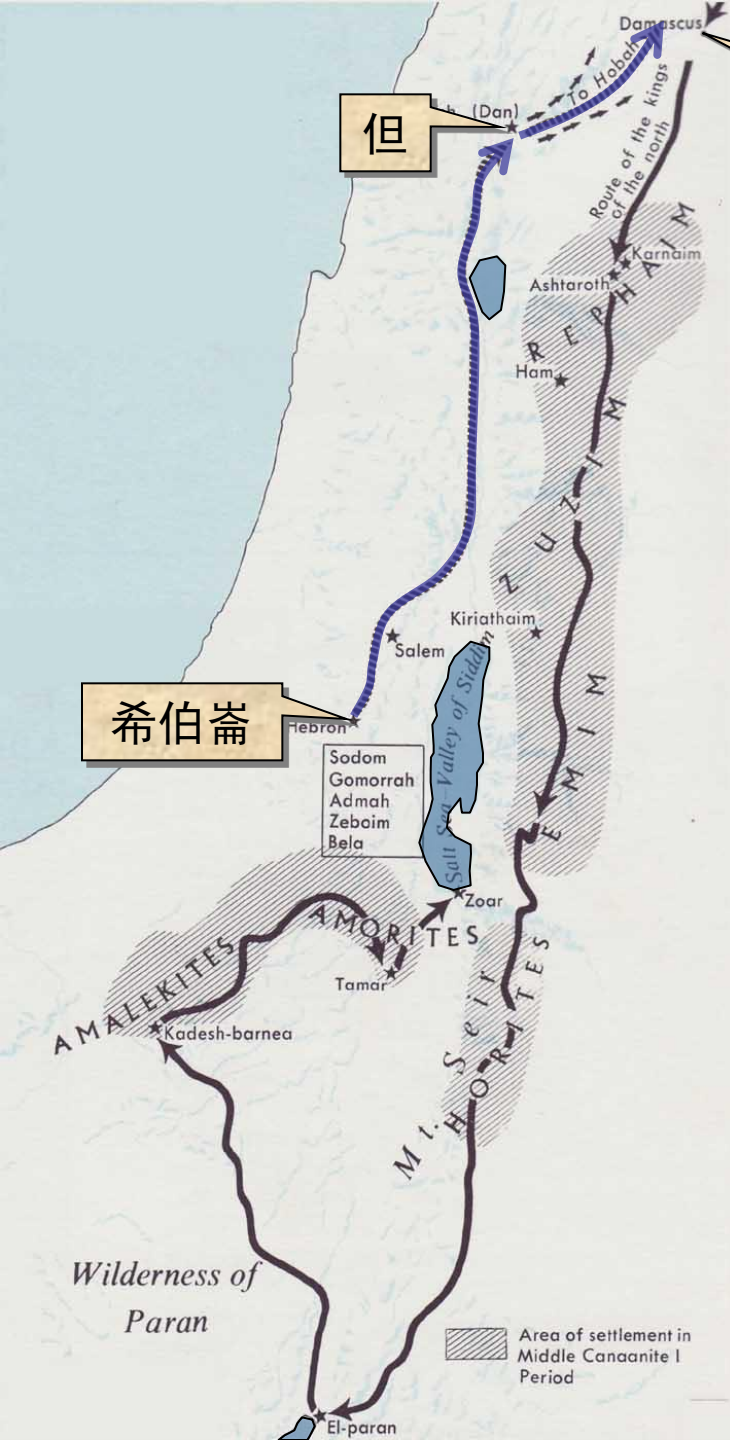 Damascus
To Hobah
(Dan)
但
Route of the kings
of the north
Karnaim
Ashtaroth
REPHAIM
Ham
ZUZIM
Kiriathaim
Salem
EMIM
希伯崙
Hebron
Salt Sea-Valley of Siddim
Sodom
Gomorrah
Admah
Zeboim
Bela
Zoar
AMORITES
Tamar
AMALEKITES
Kadesh-barnea
Mt. Seir
HORITES
Wilderness of
Paran
Area of settlement in
Middle Canaanite I
Period
El-paran